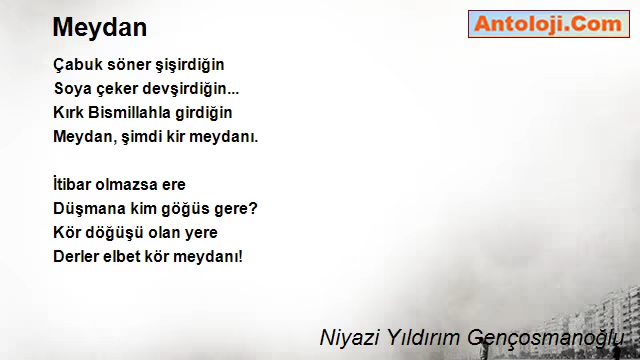 Meydan
Antoloji.Com
Çabuk söner şişirdiğin
Soya çeker devşirdiğin...
Kırk Bismillahla girdiğin
Meydan, şimdi kir meydanı.
İtibar olmazsa ere
Düşmana kim göğüs gere?
Kör döğüşü olan yere
Derler elbet kör meydanı!
Niyazi Yıldırım Gençosmanoğlu